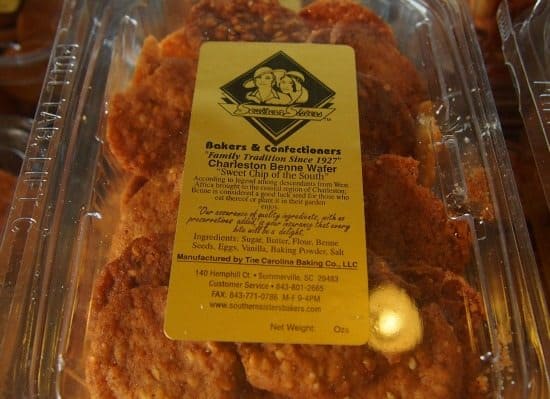 Bakers & Confectioners
"Family Tradition Since 1927"
Charleston Benne Wafer
"Sweet Chip of the South"
According to legend among descendants from West
Africa brought to the coastal region of Charleston,
Benne is considered a good luck seed for those who
eat thereof or plant it in their garden
enjoy.
"Our assurance of quality ingredients, with no
preservatives added, is your insurance that every
bite will be a delight."
Ingredients: Sugar, Butter, Flour, Benne
Seeds, Eggs, Vanilla, Baking Powder, Salt
Manufactured by The Carolina Baking Co., LLC
140 Hemphill Ct. • Summerville, SC 29483
Customer Service • 843-801-2665
FAX: 843-771-0786 M-F 9-4PM
www.southernsistersbakers.com
Net Weight: Ozs
PULL TAB, LIFT